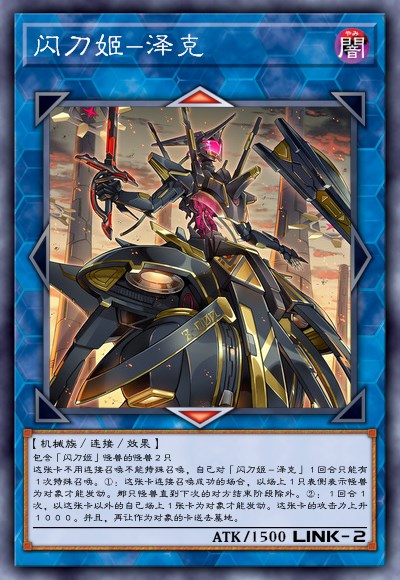 闪刀姬-泽克
やみ
闇
【机械族／连接／效果】
包含「闪刀姬」怪兽的怪兽２只
这张卡不用连接召唤不能特殊召唤，自己对「闪刀姬－泽克」１回合只能有
１次特殊召唤。①：这张卡连接召唤成功的场合，以场上１只表侧表示怪兽
为对象才能发动。那只怪兽直到下次的对方结束阶段除外。②：１回合１
次，以这张卡以外的自己场上１张卡为对象才能发动。这张卡的攻击力上升
１０００。并且，再让作为对象的卡送去墓地。
ATK/1500 LINK-2